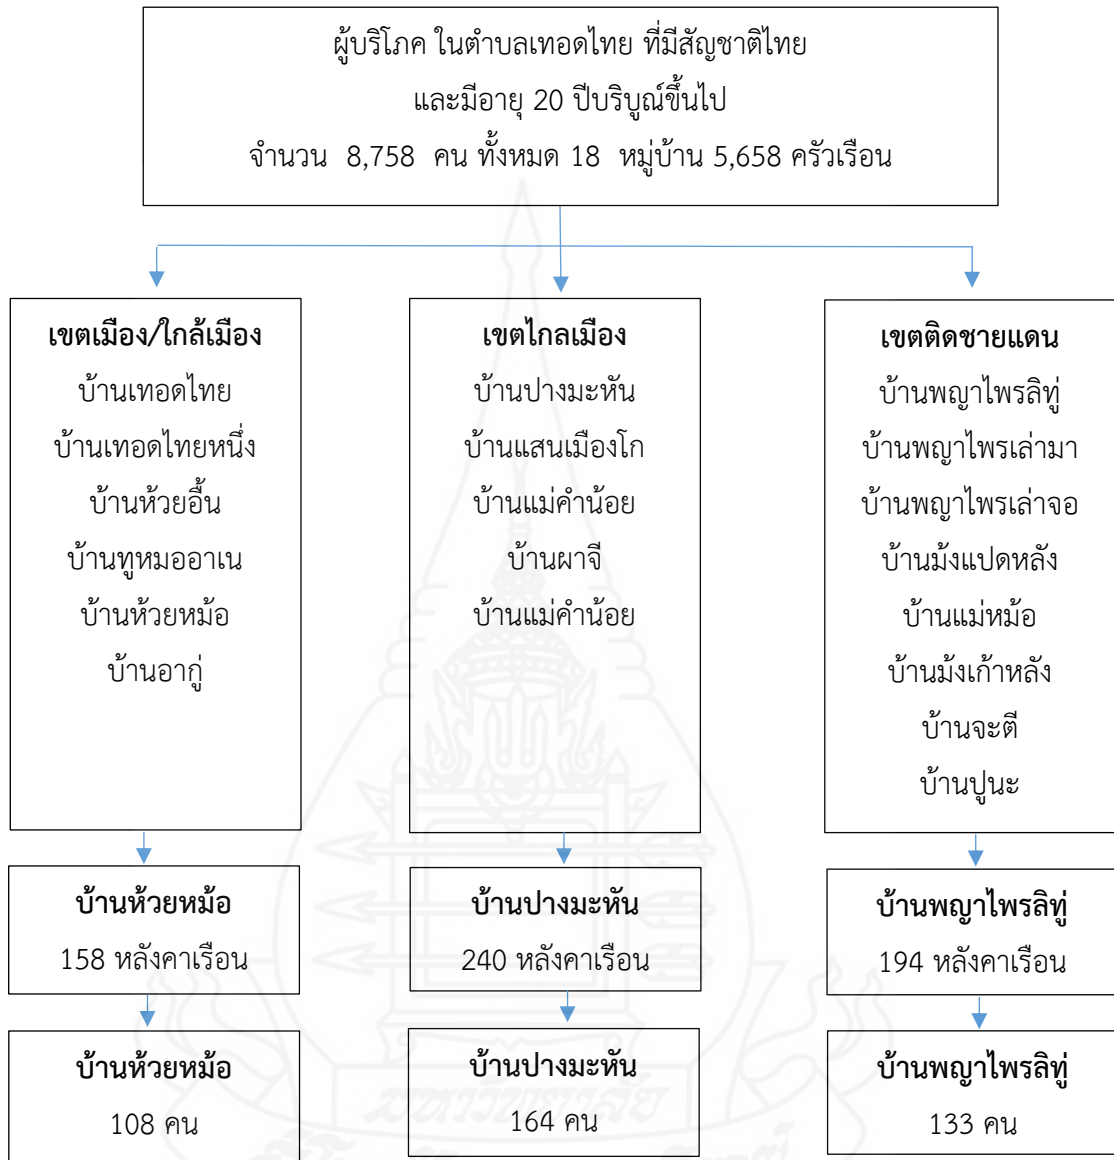 ผู้บริโภค ในตำบลเทอดไทย ที่มีสัญชาติไทย
และมีอายุ 20 ปีบริบูณ์ขึ้นไป
จำนวน 8,758 คน ทั้งหมด 18 หมู่บ้าน 5,658 ครัวเรือน
เขตเมือง/ใกล้เมือง
บ้านเทอดไทย
บ้านเทอดไทยหนึ่ง
บ้านห้วยอื้น
บ้านทูหมออาเน
บ้านห้วยหม้อ
บ้านอากู่
เขตไกลเมือง
บ้านปางมะหัน
บ้านแสนเมืองโก
บ้านแม่คำน้อย
บ้านผาจี
บ้านแม่คำน้อย
เขตติดชายแดน
บ้านพญาไพรลิทู่
บ้านพญาไพรเล่ามา
บ้านพญาไพรเล่าจอ
บ้านม้งแปดหลัง
บ้านแม่หม้อ
บ้านม้งเก้าหลัง
บ้านจะตี
บ้านปูนะ
บ้านห้วยหม้อ
158 หลังคาเรือน
บ้านปางมะหัน
240 หลังคาเรือน
บ้านพญาไพรลิทู่
194 หลังคาเรือน
บ้านห้วยหม้อ
108 คน
บ้านปางมะหัน
164 คน
บ้านพญาไพรลิทู่
133 คน